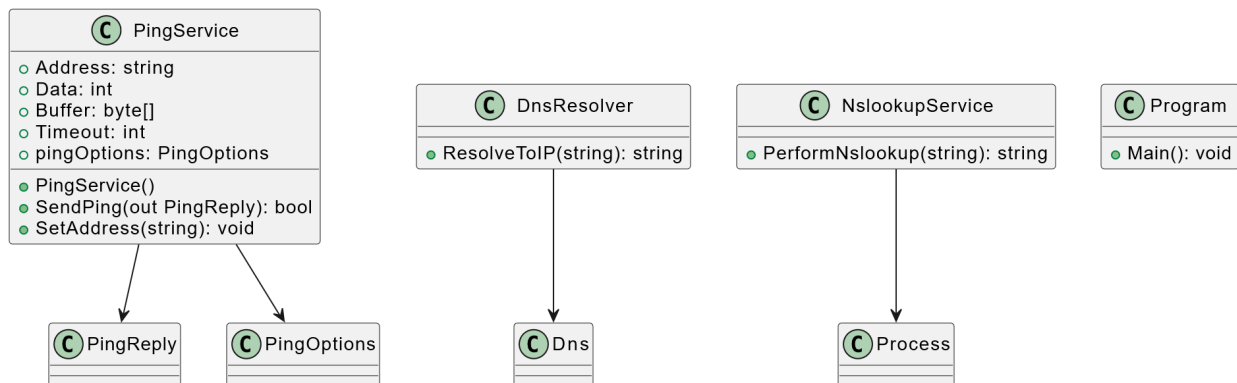 C PingService
Address: string
Data: int
Buffer: byte[]
Timeout: int
pingOptions: PingOptions
PingService()
SendPing(out PingReply): bool
SetAddress(string): void
C DnsResolver
ResolveToIP(string): string
C NslookupService
PerformNslookup(string): string
C Program
Main(): void
C PingReply
C PingOptions
C Dns
C Process